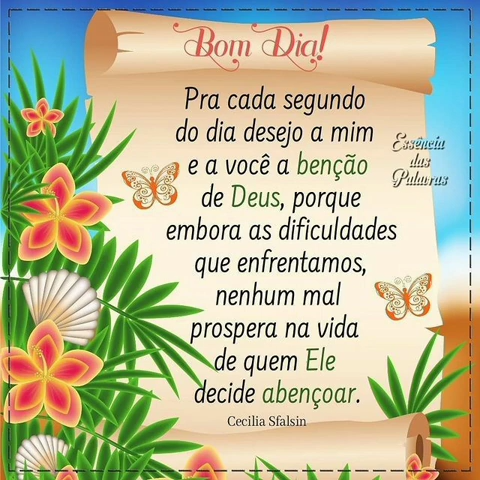 Bom Dia!
Pra cada segundo
do dia desejo a mim
e a você a benção
de Deus, porque
embora as dificuldades
que enfrentamos,
nenhum mal
prospera na vida
de quem Ele
decide abençoar.
Cecilia Sfalsin
Essência
das
Palavras